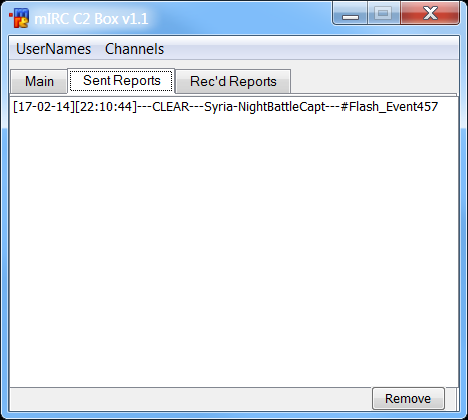 mIRC C2 Box v1.1
UserNames Channels
Main Sent Reports Rec'd Reports
[17-02-14][22:10:44]---CLEAR---Syria-NightBattleCapt---#Flash_Event457
Remove